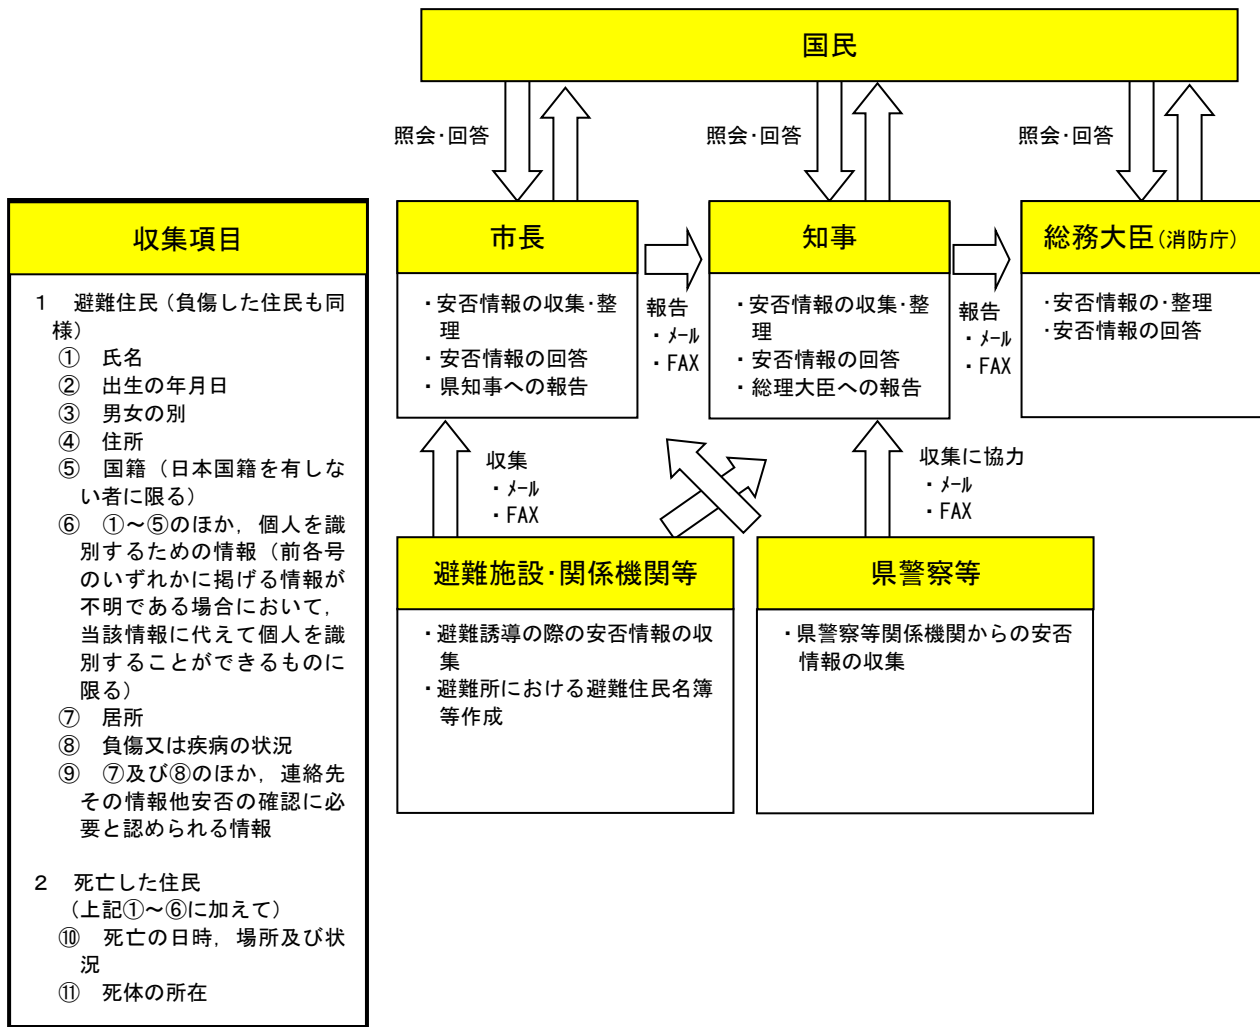 国民
照会・回答
照会・回答
照会・回答
収集項目
1 避難住民(負傷した住民も同
様)
① 氏名
② 出生の年月日
③ 男女の別
④ 住所
⑤ 国籍(日本国籍を有しな
い者に限る)
⑥ ①~⑤のほか,個人を識
別するための情報(前各号
のいずれかに掲げる情報が
不明である場合において,
当該情報に代えて個人を識
別することができるものに
限る)
⑦ 居所
⑧ 負傷又は疾病の状況
⑨ ⑦及び⑧のほか,連絡先
その情報他安否の確認に必
要と認められる情報
2 死亡した住民
(上記①~⑥に加えて)
⑩ 死亡の日時,場所及び状
況
⑪ 死体の所在
市長
・安否情報の収集・整
理
・安否情報の回答
・県知事への報告
報告
・メール
・FAX
知事
・安否情報の収集・整
理
・安否情報の回答
・総理大臣への報告
報告
・メール
・FAX
総務大臣(消防庁)
・安否情報の・整理
・安否情報の回答
収集
・メール
・FAX
収集に協力
・メール
・FAX
避難施設・関係機関等
・避難誘導の際の安否情報の収
集
・避難所における避難住民名簿
等作成
県警察等
・県警察等関係機関からの安否
情報の収集